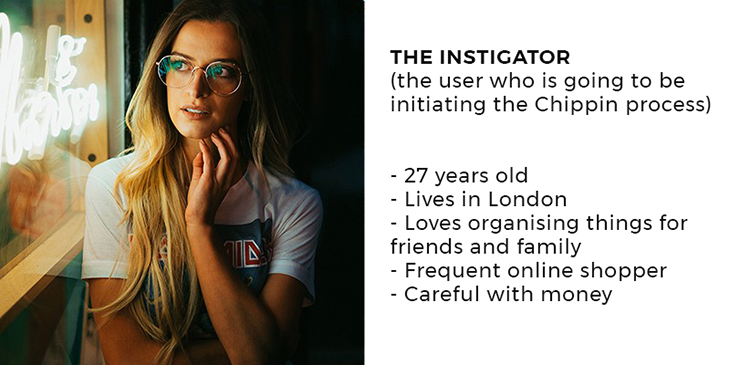 &
THE INSTIGATOR
(the user who is going to be
initiating the Chippin process)
- 27 years old
- Lives in London
- Loves organising things for
friends and family
- Frequent online shopper
- Careful with money